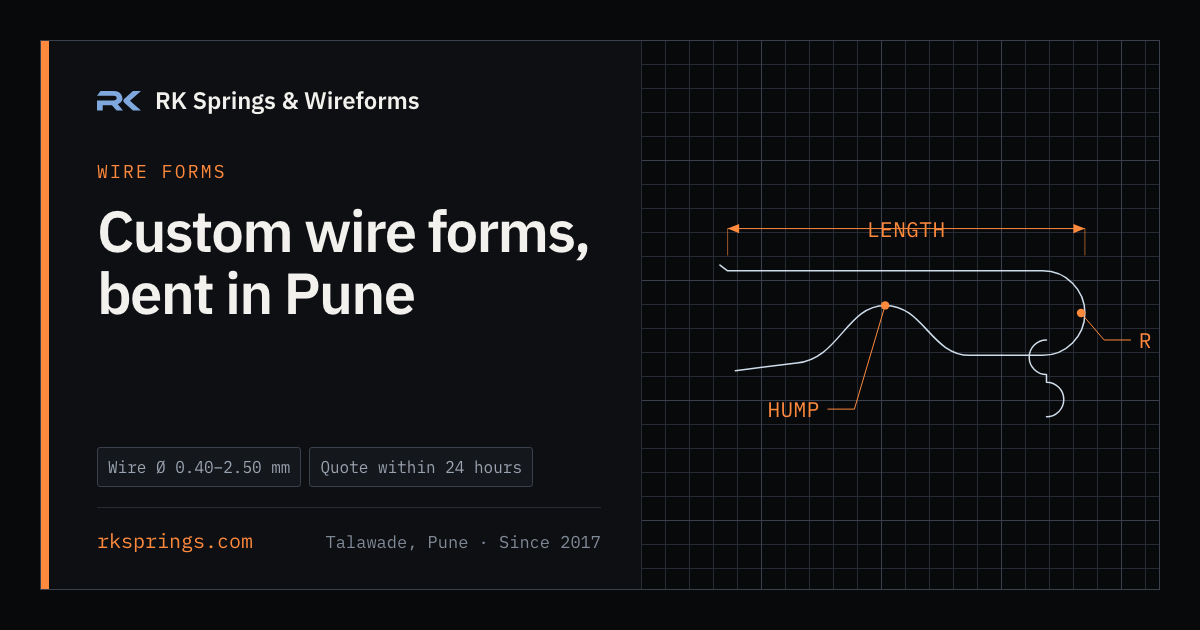 RK RK Springs & Wireforms
WIRE FORMS
Custom wire forms,
bent in Pune
Wire Ø 0.40–2.50 mm
Quote within 24 hours
rksprings.com
Talawade, Pune · Since 2017
LENGTH
R
HUMP